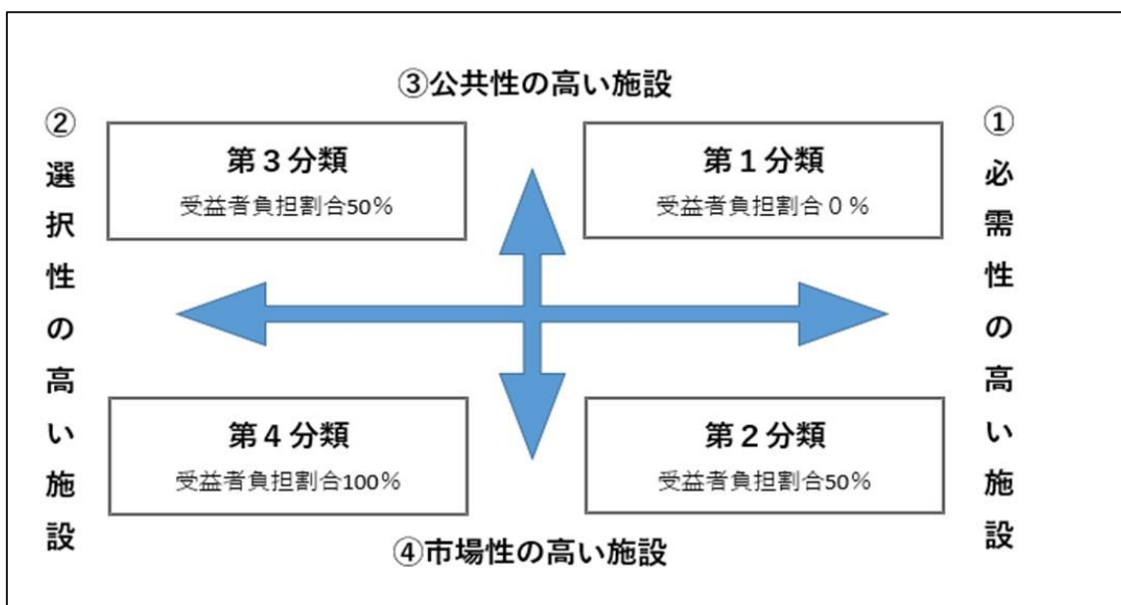 ③公共性の高い施設
②選択性の高い施設
第３分類
受益者負担割合50％
第１分類
受益者負担割合０％
①必需性の高い施設
第４分類
受益者負担割合100％
第２分類
受益者負担割合50％
④市場性の高い施設